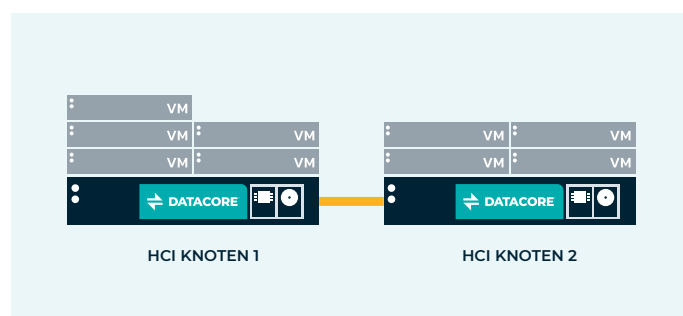 VM
VM VM VM VM
VM VM VM VM
DATACORE DATACORE
HCI KNOTEN 1 HCI KNOTEN 2